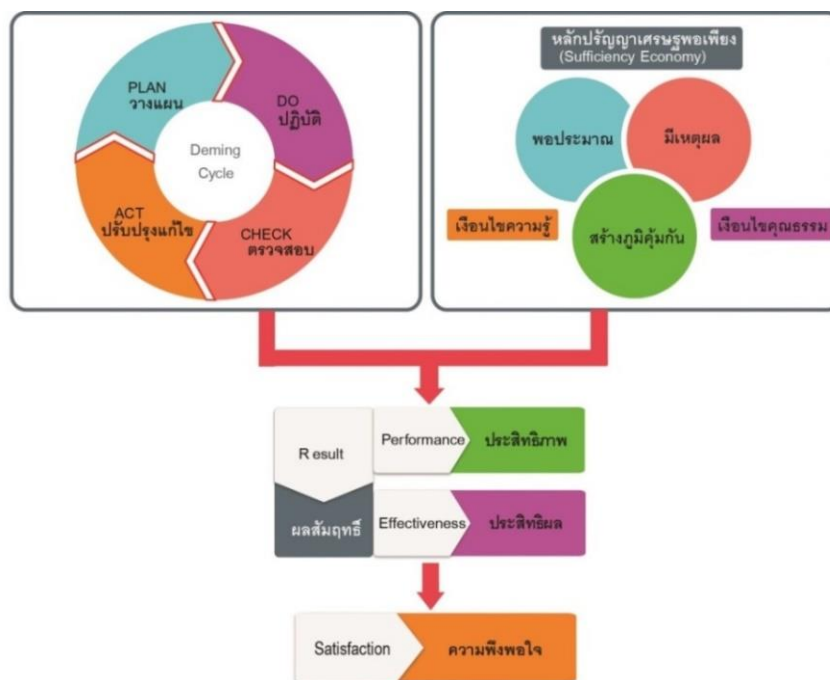 PLAN
วางแผน
DO
ปฏิบัติ
Deming
Cycle
ACT
ปรับปรุงแก้ไข
CHECK
ตรวจสอบ
หลักปรัญญาเศรษฐพอเพียง
(Sufficiency Economy)
พอประมาณ
มีเหตุผล
เงื่อนไขความรู้
สร้างภูมิคุ้มกัน
เงื่อนไขคุณธรรม
Result
Performance
ประสิทธิภาพ
ผลสัมฤทธิ์
Effectiveness
ประสิทธิผล
Satisfaction
ความพึงพอใจ